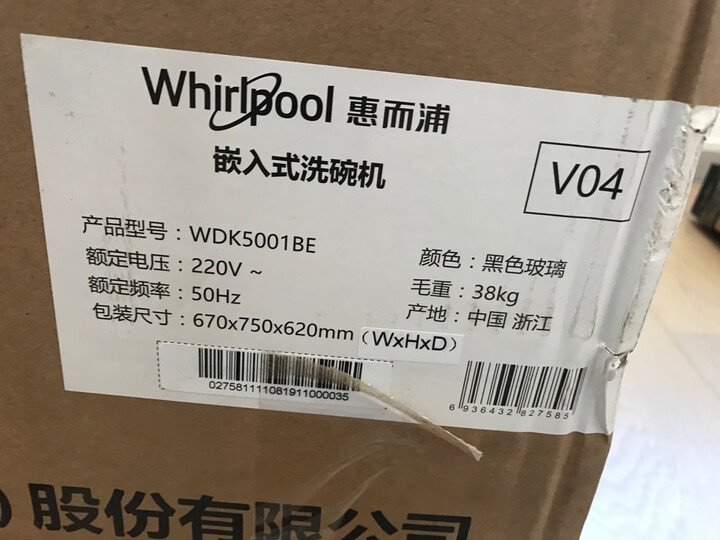 Whirlpool 惠而浦
嵌入式洗碗机
V04
产品型号：WDK5001BE
额定电压：220V ~
额定频率：50Hz
包装尺寸：670x750x620mm（WxHxD）
颜色：黑色玻璃
毛重：38kg
产地：中国 浙江
0275811110819110000035
6 936432 827585
股份有限公司